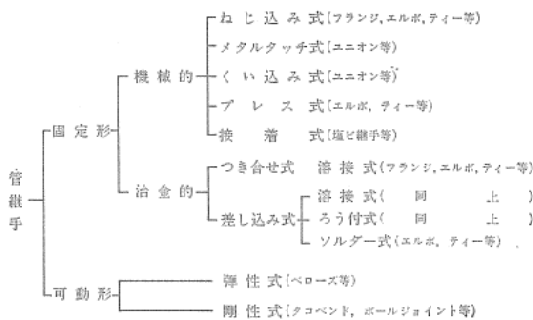 ねじ込み式(フランジ,エルボ,ティー等)
メタルタッチ式(ユニオン等)
機械的
くい込み式(ユニオン等)
プレス式(エルボ,ティー等)
固定形
接着式(塩ビ継手等)
つき合せ式 溶接式(フランジ,エルボ,ティー等)
管継手
冶金的
溶接式(同上)
差し込み式
ろう付式(同上)
ソルダー式(エルボ,ティー等)
弾性式(ベローズ等)
可動形
剛性式(タコベンド,ボールジョイント等)